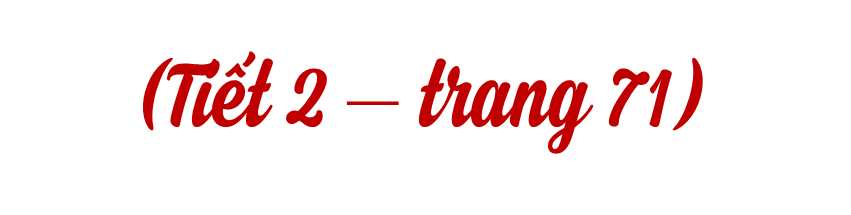 (Tiết 2 – trang 71)